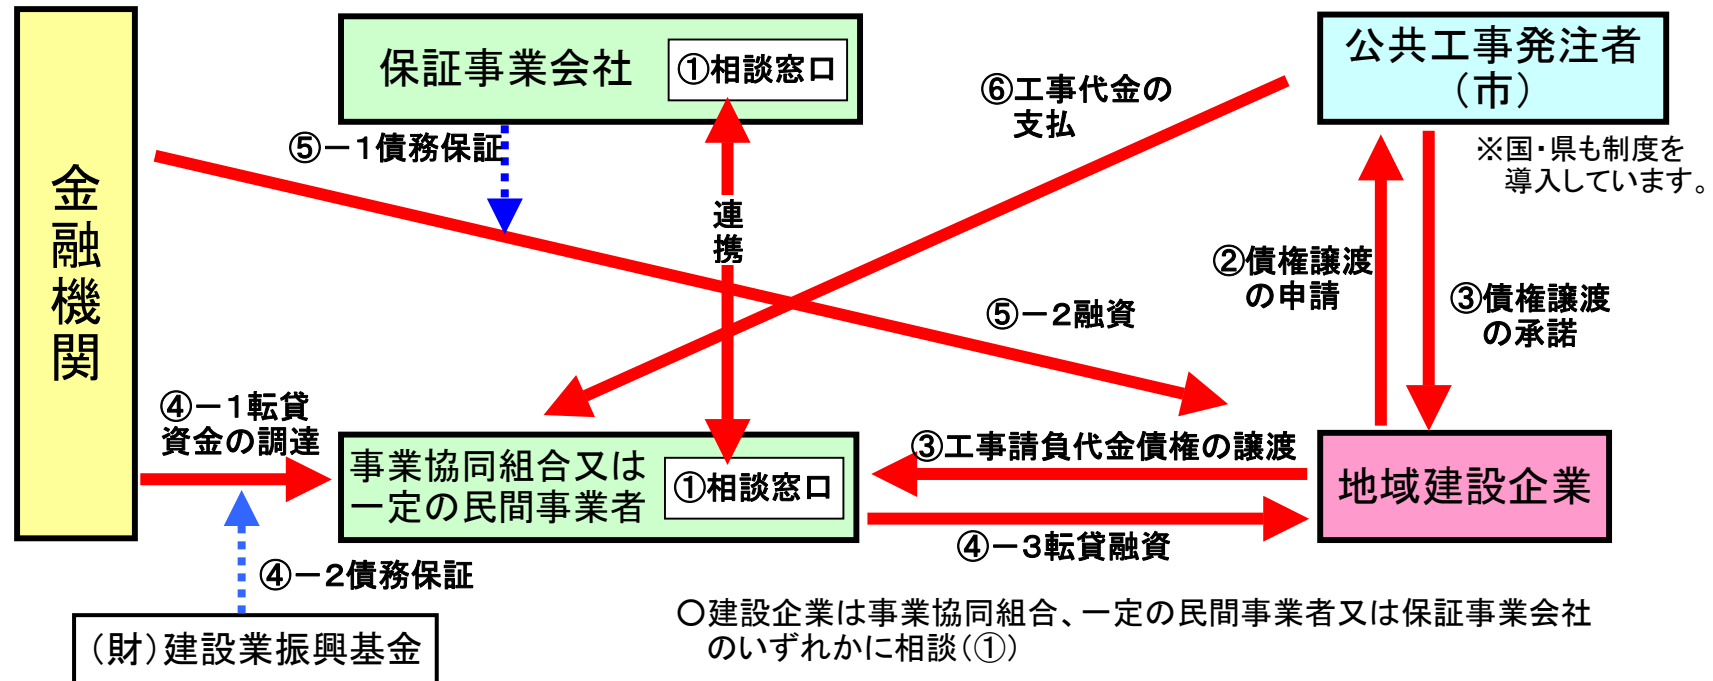 保証事業会社
①相談窓口
公共工事発注者
(市)
⑥工事代金の
支払
※国・県も制度を
導入しています。
⑤－1債務保証
金融機関
連携
②債権譲渡
の申請
③債権譲渡
の承諾
⑤－2融資
④－1転貸
資金の調達
事業協同組合又は
一定の民間事業者
①相談窓口
③工事請負代金債権の譲渡
地域建設企業
④－3転貸融資
④－2債務保証
(財)建設業振興基金
○建設企業は事業協同組合、一定の民間事業者又は保証事業会社
のいずれかに相談(①)